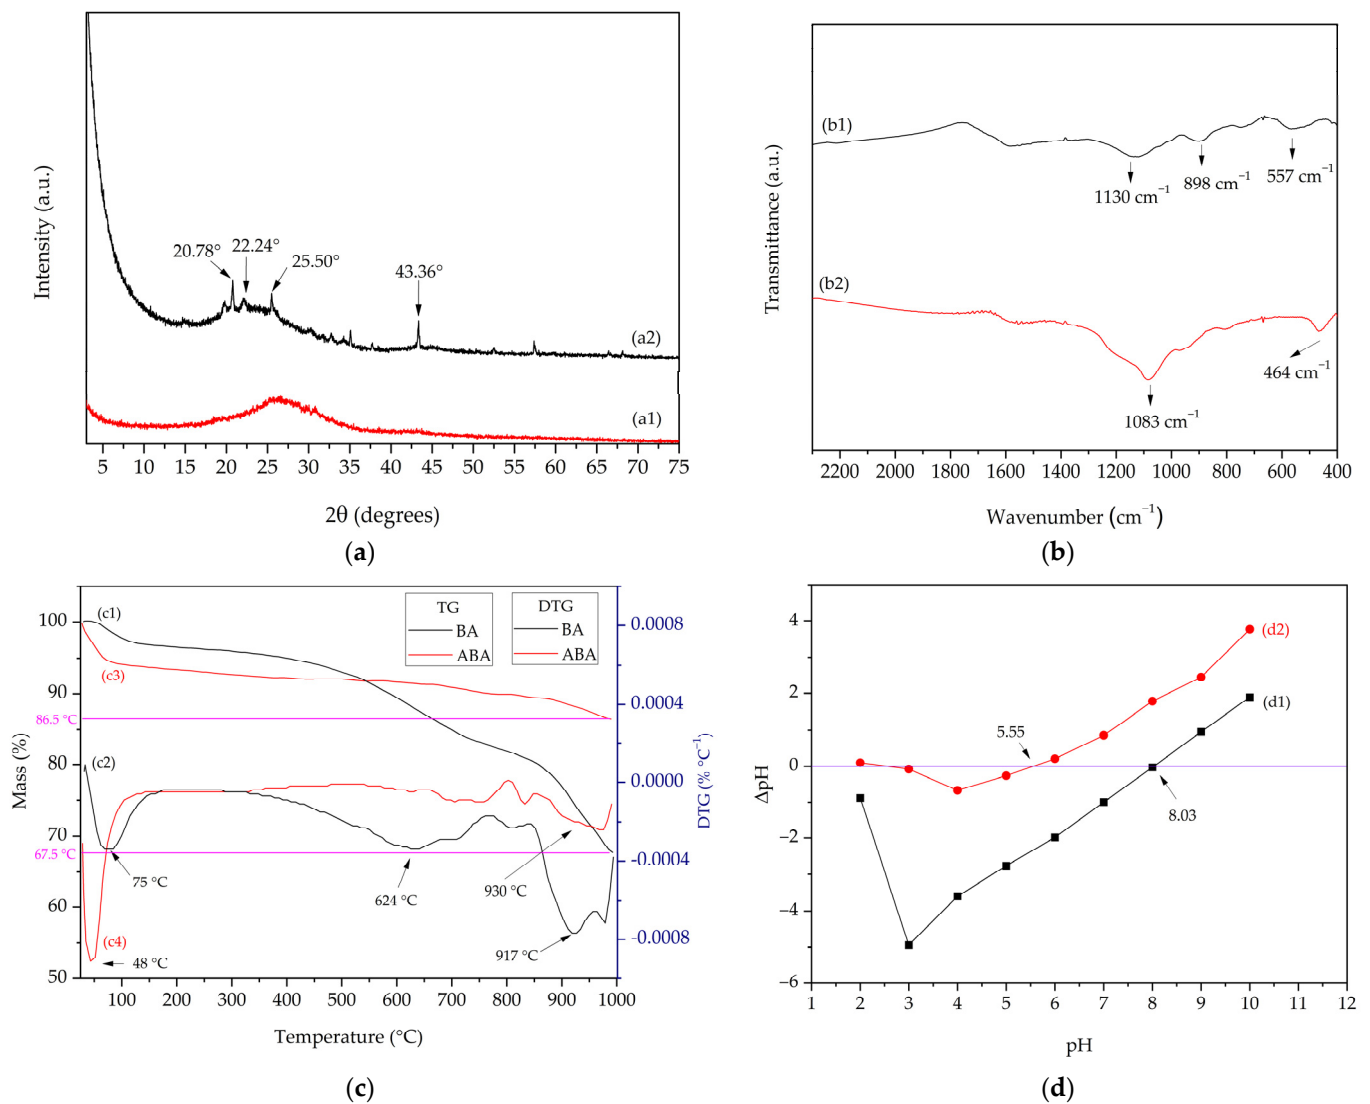 Intensity (a.u.)
20.78°
22.24°
25.50°
43.36°
(a2)
(a1)
5 10 15 20 25 30 35 40 45 50 55 60 65 70 75
2θ (degrees)
(a)
Transmittance (a.u.)
(b1)
1130 cm⁻¹
898 cm⁻¹
557 cm⁻¹
(b2)
464 cm⁻¹
1083 cm⁻¹
2200 2000 1800 1600 1400 1200 1000 800 600 400
Wavenumber (cm⁻¹)
(b)
Mass (%)
100
90
80
70
60
50
86.5 °C
67.5 °C
(c1)
(c3)
(c2)
(c4)
TG
BA
ABA
DTG
BA
ABA
75 °C
48 °C
624 °C
930 °C
917 °C
0.0008
0.0004
0.0000
-0.0004
-0.0008
DTG (% °C⁻¹)
100 200 300 400 500 600 700 800 900 1000
Temperature (°C)
(c)
ΔpH
4
2
0
−2
−4
−6
5.55
8.03
(d2)
(d1)
1 2 3 4 5 6 7 8 9 10 11 12
pH
(d)